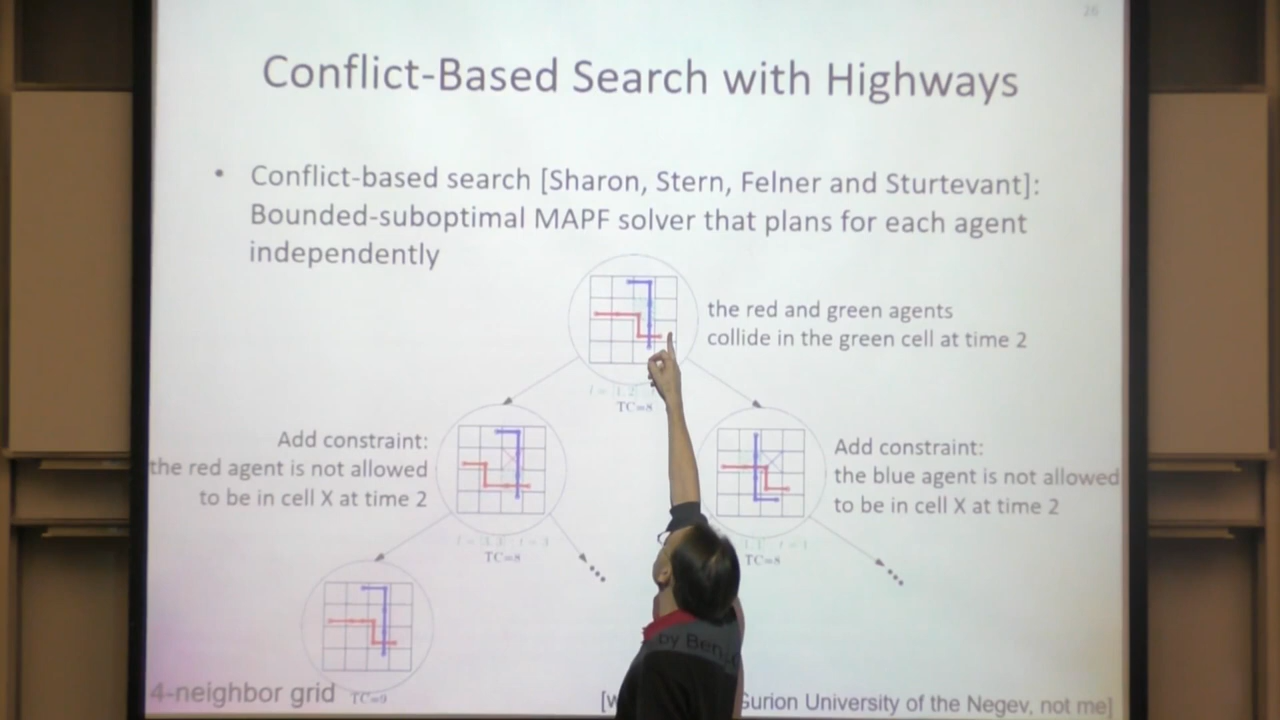 26
Conflict-Based Search with Highways
• Conflict-based search [Sharon, Stern, Felner and Sturtevant]:
Bounded-suboptimal MAPF solver that plans for each agent
independently
the red and green agents
collide in the green cell at time 2
TC=8
Add constraint:
the red agent is not allowed
to be in cell X at time 2
TC=8
Add constraint:
the blue agent is not allowed
to be in cell X at time 2
TC=8
by
4-neighbor grid TC=9
Gurion University of the Negev, not me]